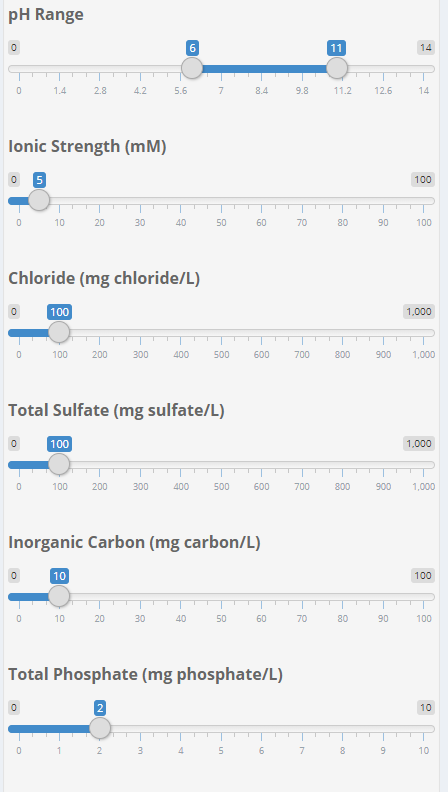 pH Range
0 6 11 14
0 1.4 2.8 4.2 5.6 7 8.4 9.8 11.2 12.6 14
Ionic Strength (mM)
0 5 100
0 10 20 30 40 50 60 70 80 90 100
Chloride (mg chloride/L)
0 100 1,000
0 100 200 300 400 500 600 700 800 900 1,000
Total Sulfate (mg sulfate/L)
0 100 1,000
0 100 200 300 400 500 600 700 800 900 1,000
Inorganic Carbon (mg carbon/L)
0 10 100
0 10 20 30 40 50 60 70 80 90 100
Total Phosphate (mg phosphate/L)
0 2 10
0 1 2 3 4 5 6 7 8 9 10